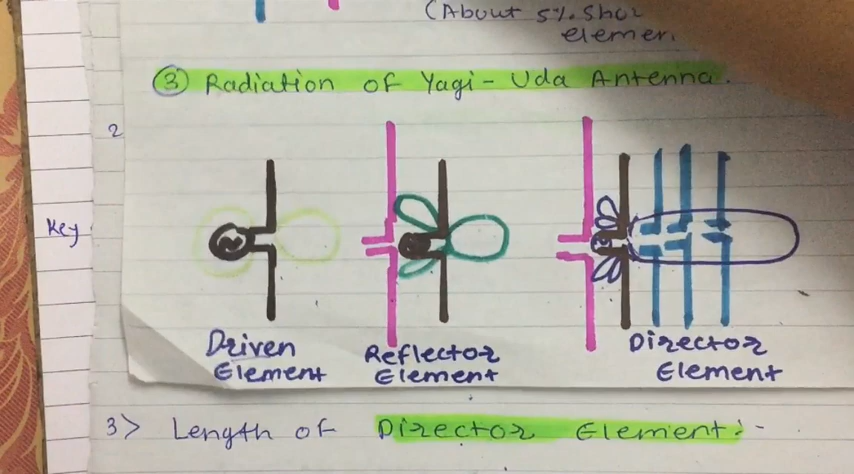 (About 5% Shor
elemen
③ Radiation of Yagi-Uda Antenna.
2
Key
Driven
Element
Reflector
Element
Director
Element
3> Length of Director Element:-